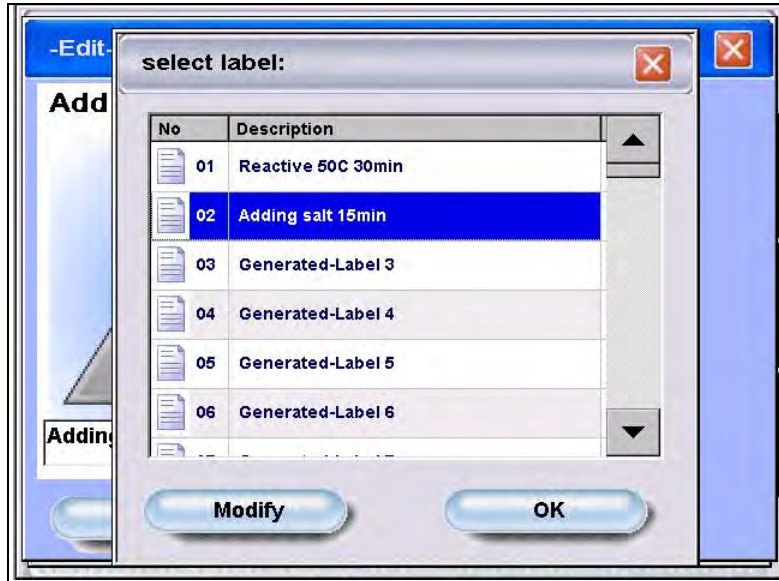 -Edit-
select label:
Add
No Description
01 Reactive 50C 30min
02 Adding salt 15min
03 Generated-Label 3
04 Generated-Label 4
05 Generated-Label 5
06 Generated-Label 6
Adding
Modify OK